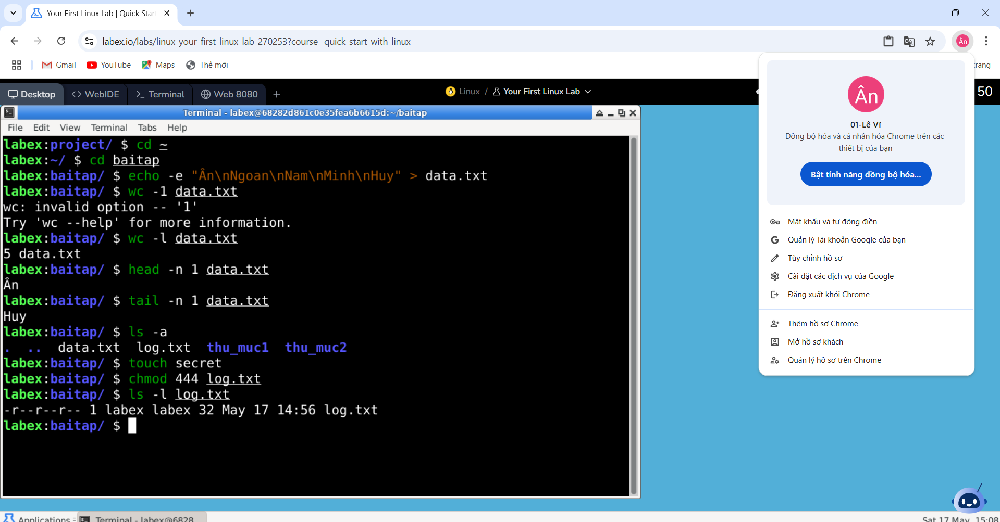 Your First Linux Lab | Quick Star
labex.io/labs/linux-your-first-linux-lab-270253?course=quick-start-with-linux
Ân
Gmail
YouTube
Maps
Thẻ mới
trang
Desktop
WebIDE
Terminal
Web 8080
Linux / Your First Linux Lab
50
Terminal - labex@68282d861c0e35fea6b6615d:~/baitap
File Edit View Terminal Tabs Help
labex:project/ $ cd ~
labex:~/ $ cd baitap
labex:baitap/ $ echo -e "Ân\nNgoan\nNam\nMinh\nHuy" > data.txt
labex:baitap/ $ wc -1 data.txt
wc: invalid option -- '1'
Try 'wc --help' for more information.
labex:baitap/ $ wc -l data.txt
5 data.txt
labex:baitap/ $ head -n 1 data.txt
Ân
labex:baitap/ $ tail -n 1 data.txt
Huy
labex:baitap/ $ ls -a
. .. data.txt log.txt thu_muc1 thu_muc2
labex:baitap/ $ touch secret
labex:baitap/ $ chmod 444 log.txt
labex:baitap/ $ ls -l log.txt
-r--r--r-- 1 labex labex 32 May 17 14:56 log.txt
labex:baitap/ $
Ân
01-Lê Vĩ
Đồng bộ hóa và cá nhân hóa Chrome trên các
thiết bị của bạn
Bật tính năng đồng bộ hóa...
Mật khẩu và tự động điền
Quản lý Tài khoản Google của bạn
Tùy chỉnh hồ sơ
Cài đặt các dịch vụ của Google
Đăng xuất khỏi Chrome
Thêm hồ sơ Chrome
Mở hồ sơ khách
Quản lý hồ sơ trên Chrome
Applications
Terminal - labex@6828
Sat 17 May, 15:08